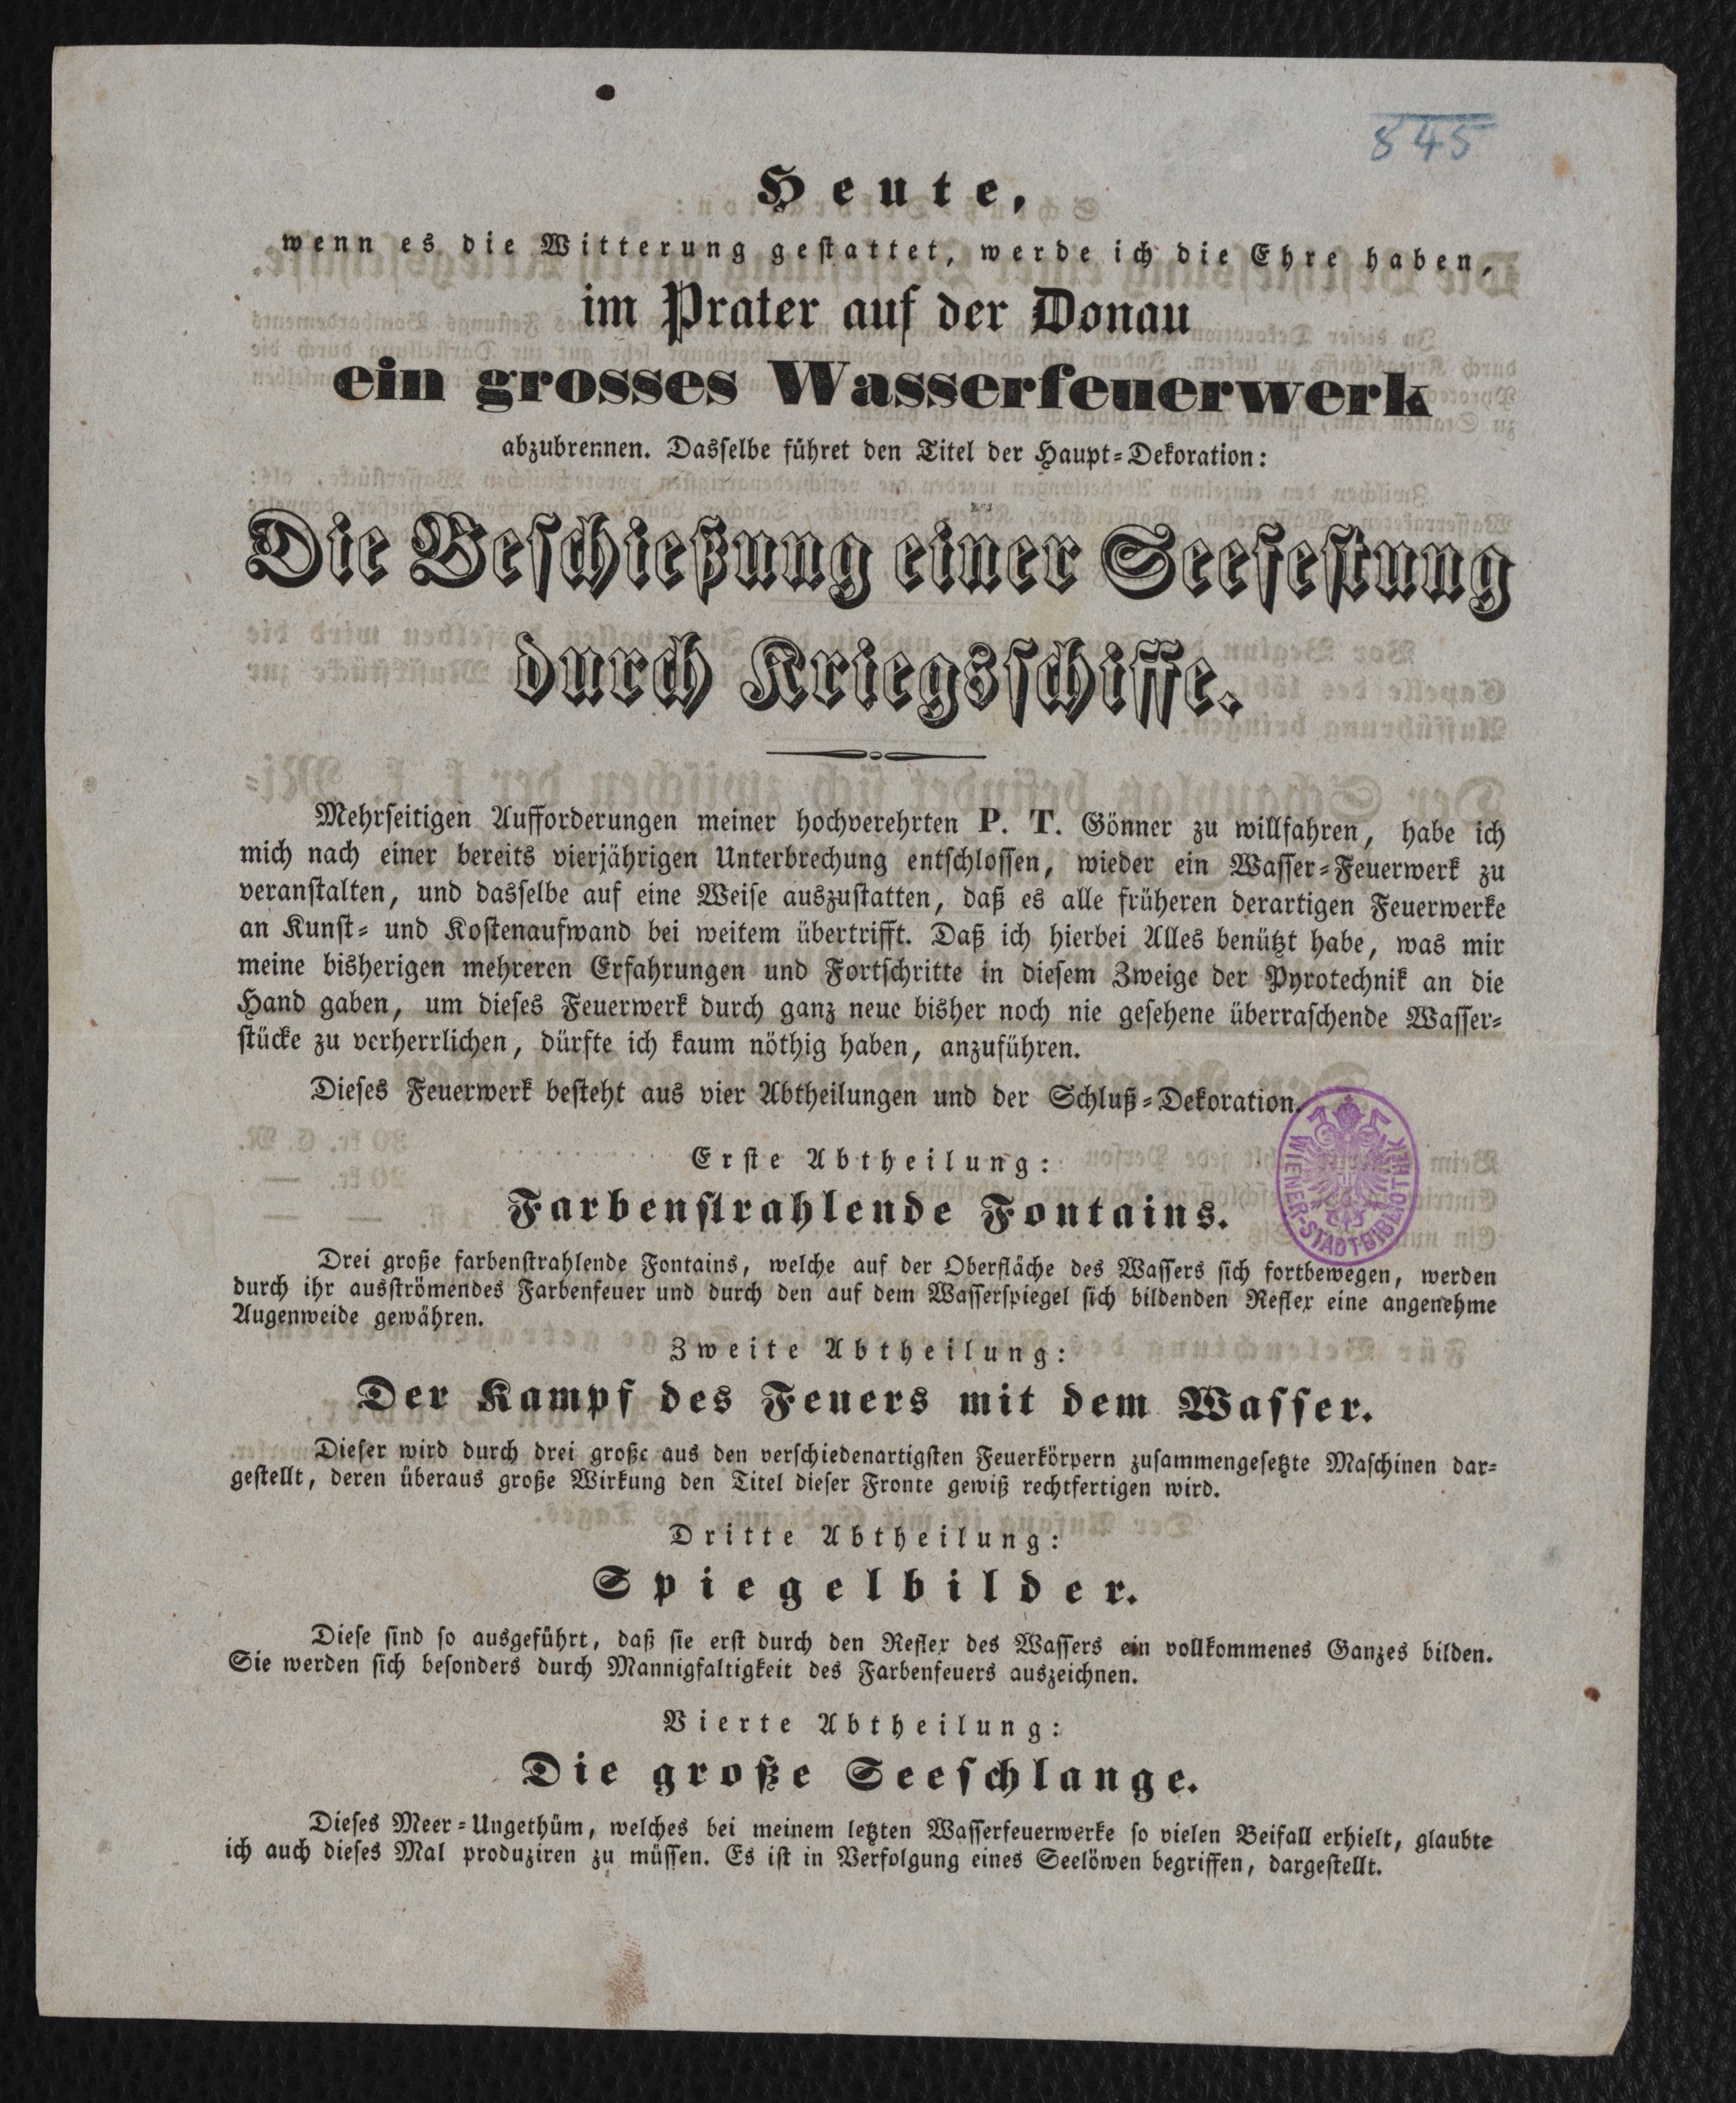 845
Heute,
wenn es die Witterung gestattet, werde ich die Ehre haben,
im Prater auf der Donau
ein grosses Wasserfeuerwerk
abzubrennen. Dasselbe führet den Titel der Haupt-Dekoration:
Die Beschießung einer Seefestung
durch Kriegsschiffe.
Mehrseitigen Aufforderungen meiner hochverehrten P. T. Gönner zu willfahren, habe ich
mich nach einer bereits vierjährigen Unterbrechung entschlossen, wieder ein Wasser-Feuerwerk zu
veranstalten, und dasselbe auf eine Weise auszustatten, daß es alle früheren derartigen Feuerwerke
an Kunst- und Kostenaufwand bei weitem übertrifft. Daß ich hierbei Alles benützt habe, was mir
meine bisherigen mehreren Erfahrungen und Fortschritte in diesem Zweige der Pyrotechnik an die
Hand gaben, um dieses Feuerwerk durch ganz neue bisher noch nie gesehene überraschende Wasser-
stücke zu verherrlichen, dürfte ich kaum nöthig haben, anzuführen.
Dieses Feuerwerk besteht aus vier Abtheilungen und der Schluß-Dekoration.
WIENER-STADTBIBLIOTHEK
Erste Abtheilung:
Farbenstrahlende Fontains.
Drei große farbenstrahlende Fontains, welche auf der Oberfläche des Wassers sich fortbewegen, werden
durch ihr ausströmendes Farbenfeuer und durch den auf dem Wasserspiegel sich bildenden Reflex eine angenehme
Augenweide gewähren.
Zweite Abtheilung:
Der Kampf des Feuers mit dem Wasser.
Dieser wird durch drei große aus den verschiedenartigsten Feuerkörpern zusammengesetzte Maschinen dar-
gestellt, deren überaus große Wirkung den Titel dieser Fronte gewiß rechtfertigen wird.
Dritte Abtheilung:
Spiegelbilder.
Diese sind so ausgeführt, daß sie erst durch den Reflex des Wassers ein vollkommenes Ganzes bilden.
Sie werden sich besonders durch Mannigfaltigkeit des Farbenfeuers auszeichnen.
Vierte Abtheilung:
Die große Seeschlange.
Dieses Meer-Ungethüm, welches bei meinem letzten Wasserfeuerwerke so vielen Beifall erhielt, glaubte
ich auch dieses Mal produziren zu müssen. Es ist in Verfolgung eines Seelöwen begriffen, dargestellt.